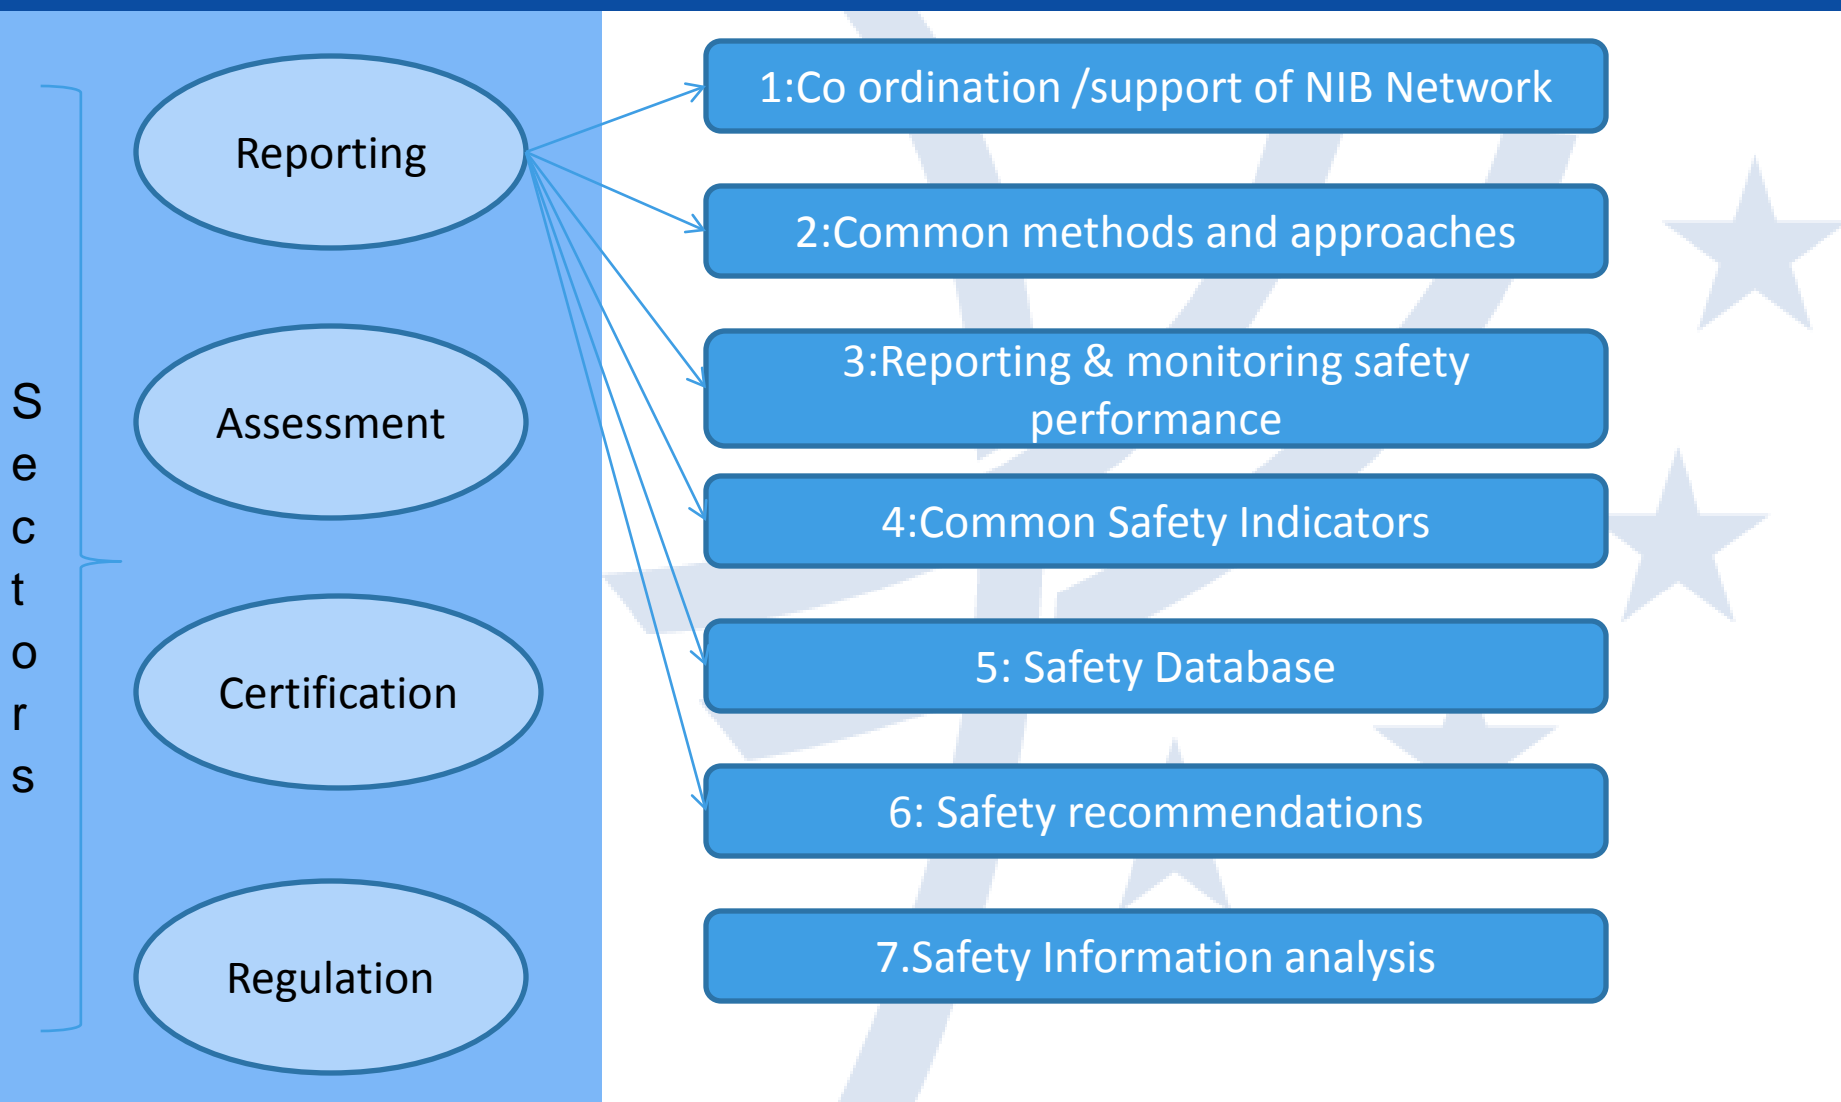 Sectors
Reporting
Assessment
Certification
Regulation
1:Co ordination /support of NIB Network
2:Common methods and approaches
3:Reporting & monitoring safety
performance
4:Common Safety Indicators
5: Safety Database
6: Safety recommendations
7.Safety Information analysis